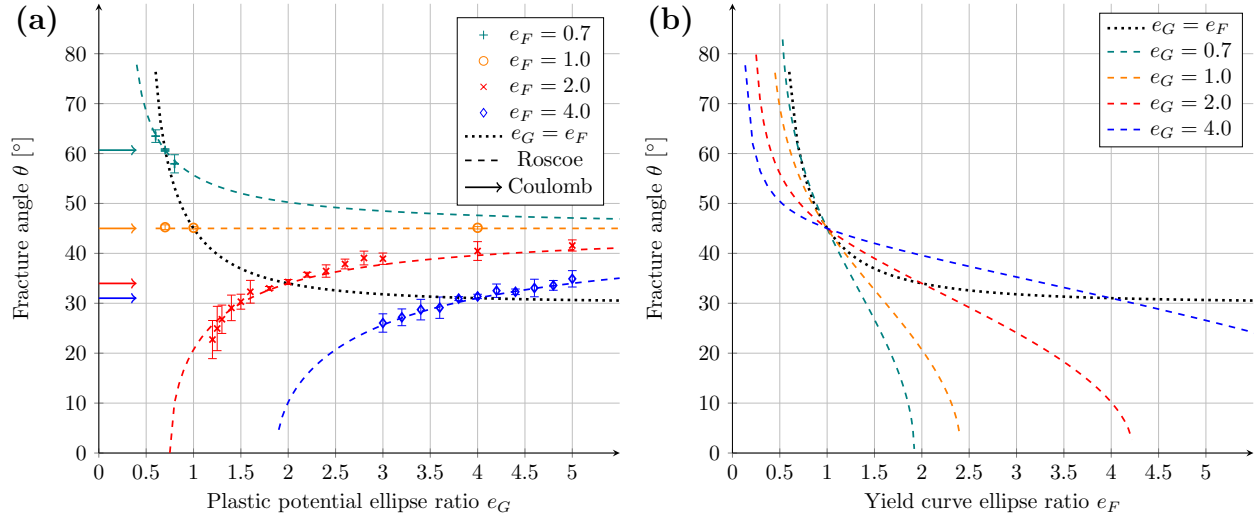 (a)
Fracture angle θ [°]
80
70
60
50
40
30
20
10
0
0 0.5 1 1.5 2 2.5 3 3.5 4 4.5 5
Plastic potential ellipse ratio e_G
e_F = 0.7
e_F = 1.0
e_F = 2.0
e_F = 4.0
e_G = e_F
Roscoe
Coulomb
(b)
Fracture angle θ [°]
80
70
60
50
40
30
20
10
0
0 0.5 1 1.5 2 2.5 3 3.5 4 4.5 5
Yield curve ellipse ratio e_F
e_G = e_F
e_G = 0.7
e_G = 1.0
e_G = 2.0
e_G = 4.0